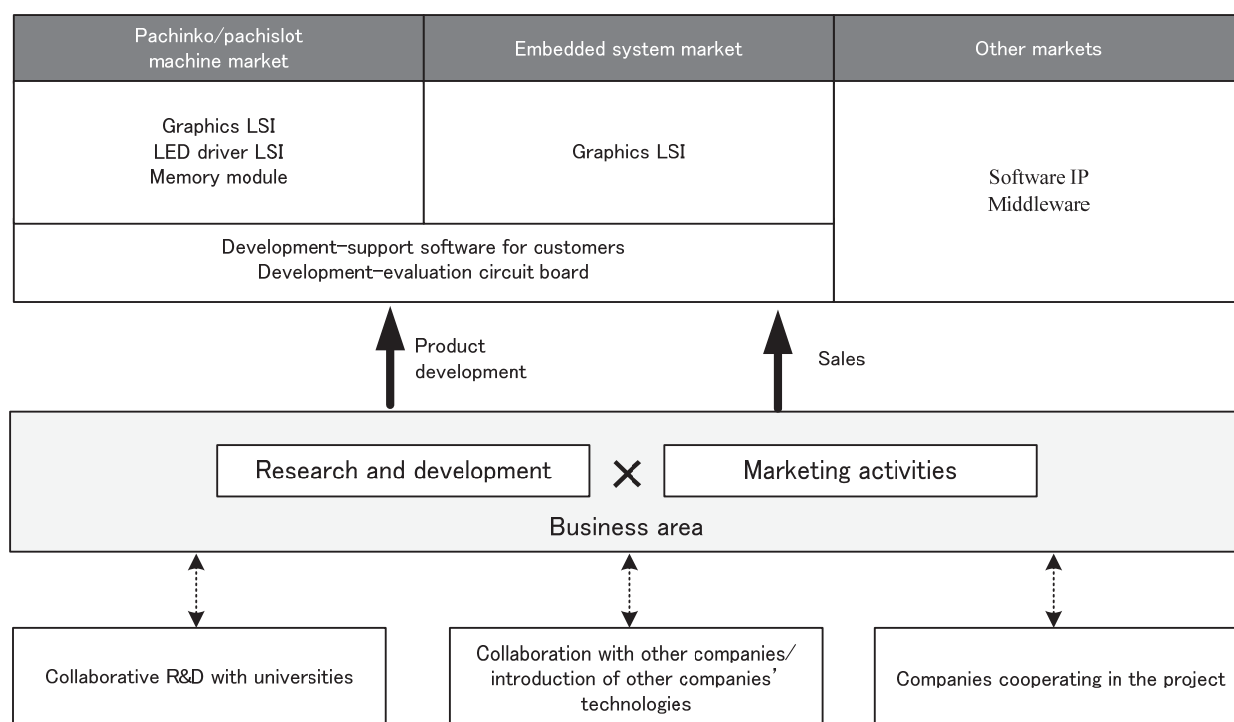 Pachinko/pachislot
machine market
Embedded system market
Other markets
Graphics LSI
LED driver LSI
Memory module
Graphics LSI
Software IP
Middleware
Development-support software for customers
Development-evaluation circuit board
Product
development
Sales
Research and development
×
Marketing activities
Business area
Collaborative R&D with universities
Collaboration with other companies/
introduction of other companies'
technologies
Companies cooperating in the project